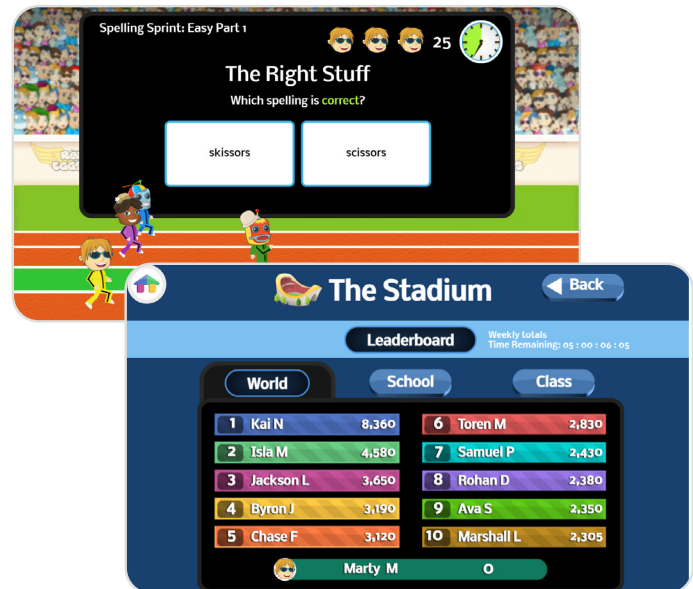 Spelling Sprint: Easy Part 1
25
The Right Stuff
Which spelling is correct?
skissors
scissors
The Stadium
Back
Leaderboard
Weekly totals
Time Remaining: 05 : 00 : 06 : 05
World
School
Class
1 Kai N 8,360
2 Isla M 4,580
3 Jackson L 3,650
4 Byron J 3,190
5 Chase F 3,120
6 Toren M 2,830
7 Samuel P 2,430
8 Rohan D 2,380
9 Ava S 2,350
10 Marshall L 2,305
Marty M 0